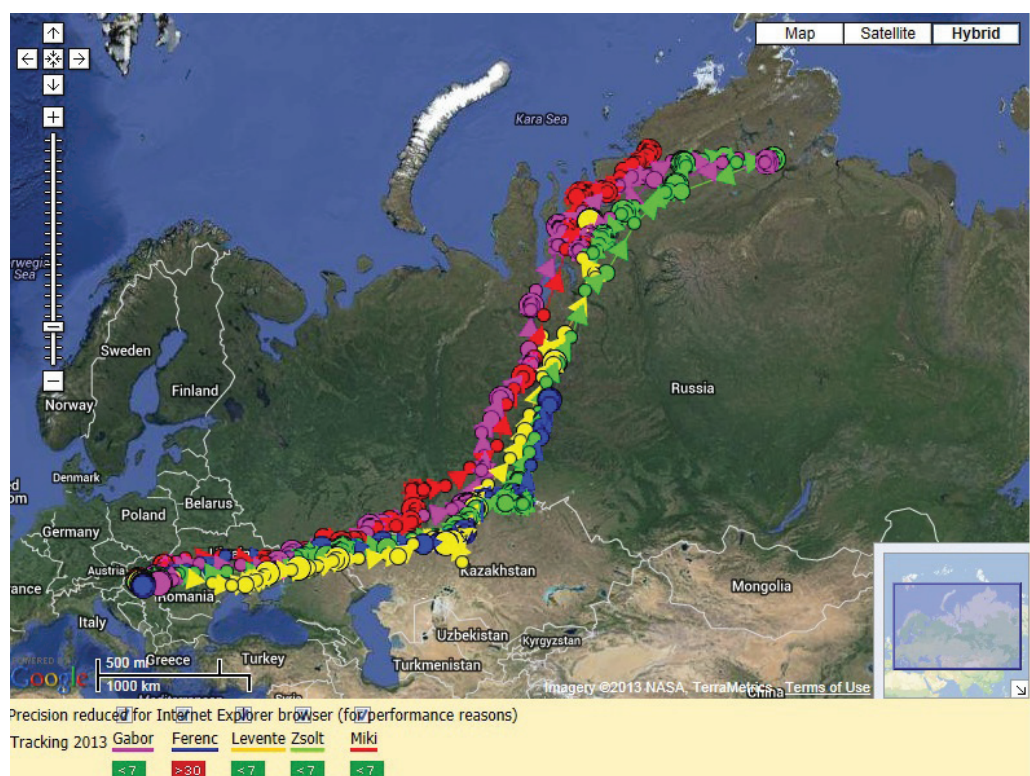 Map Satellite Hybrid
Kara Sea
Sea
Sweden
Norway
Finland
Russia
Denmark
Belarus
Poland
Germany
Austria
Kazakhstan
Mongolia
Italy
Uzbekistan
Kyrgyzstan
Greece
Turkey
Turkmenistan
500 mi
Google
1000 km
Imagery ©2013 NASA, TerraMetrics Terms of Use
China
Precision reduced for Internet Explorer browser (for performance reasons)
Tracking 2013 Gabor Ferenc Levente Zsolt Miki
<7 >30 <7 <7 <7